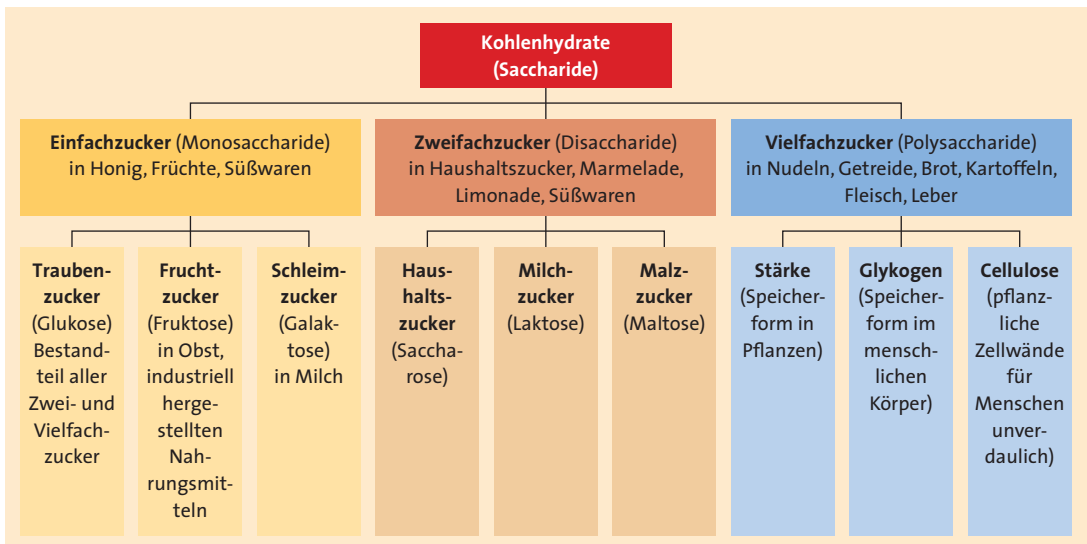 Kohlenhydrate
(Saccharide)
Einfachzucker (Monosaccharide)
in Honig, Früchte, Süßwaren
Zweifachzucker (Disaccharide)
in Haushaltszucker, Marmelade,
Limonade, Süßwaren
Vielfachzucker (Polysaccharide)
in Nudeln, Getreide, Brot, Kartoffeln,
Fleisch, Leber
Trauben-
zucker
(Glukose)
Bestand-
teil aller
Zwei- und
Vielfach-
zucker
Frucht-
zucker
(Fruktose)
in Obst,
industriell
herge-
stellten
Nah-
rungsmit-
teln
Schleim-
zucker
(Galak-
tose)
in Milch
Haus-
halts-
zucker
(Saccha-
rose)
Milch-
zucker
(Laktose)
Malz-
zucker
(Maltose)
Stärke
(Speicher-
form in
Pflanzen)
Glykogen
(Speicher-
form im
mensch-
lichen
Körper)
Cellulose
(pflanz-
liche
Zellwände
für
Menschen
unver-
daulich)